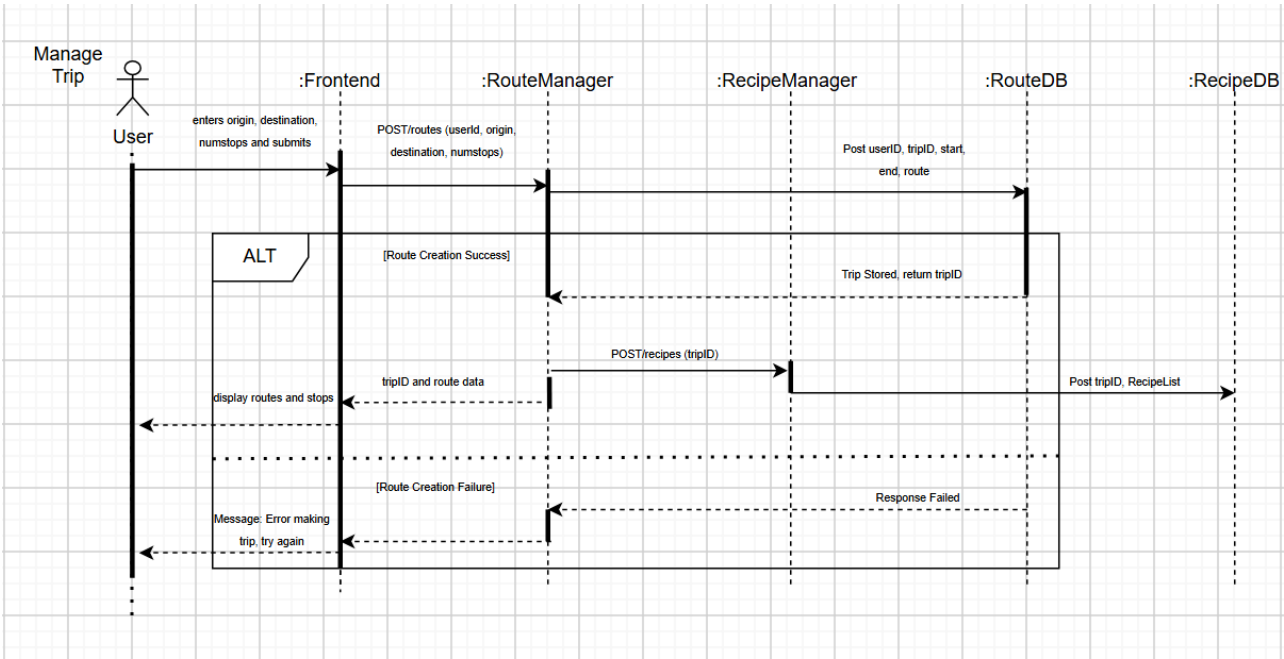 Manage
Trip
User
:Frontend
:RouteManager
:RecipeManager
:RouteDB
:RecipeDB
enters origin, destination,
numstops and submits
POST/routes (userId, origin,
destination, numstops)
Post userID, tripID, start,
end, route
ALT
[Route Creation Success]
Trip Stored, return tripID
POST/recipes (tripID)
tripID and route data
Post tripID, RecipeList
display routes and stops
[Route Creation Failure]
Response Failed
Message: Error making
trip, try again